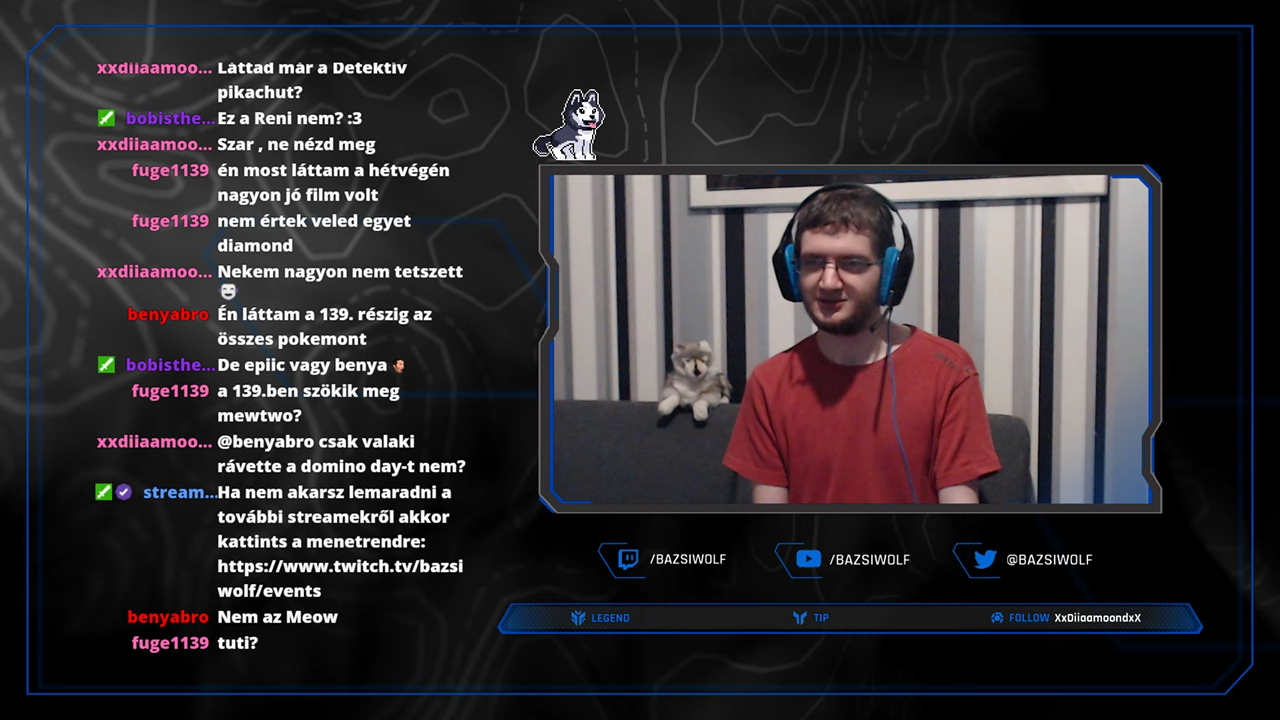 xxdiiaamoo... Láttad már a Detektív
pikachut?
bobisthe... Ez a Reni nem? :3
xxdiiaamoo... Szar , ne nézd meg
fuge1139 én most láttam a hétvégén
nagyon jó film volt
fuge1139 nem értek veled egyet
diamond
xxdiiaamoo... Nekem nagyon nem tetszett
benyabro Én láttam a 139. részig az
összes pokemont
bobisthe... De epiic vagy benya
fuge1139 a 139.ben szökik meg
mewtwo?
xxdiiaamoo... @benyabro csak valaki
rávette a domino day-t nem?
stream... Ha nem akarsz lemaradni a
további streamekről akkor
kattints a menetrendre:
https://www.twitch.tv/bazsi
wolf/events
benyabro Nem az Meow
fuge1139 tuti?
/BAZSIWOLF
/BAZSIWOLF
@BAZSIWOLF
LEGEND
TIP
FOLLOW XxDiiaamoondxX